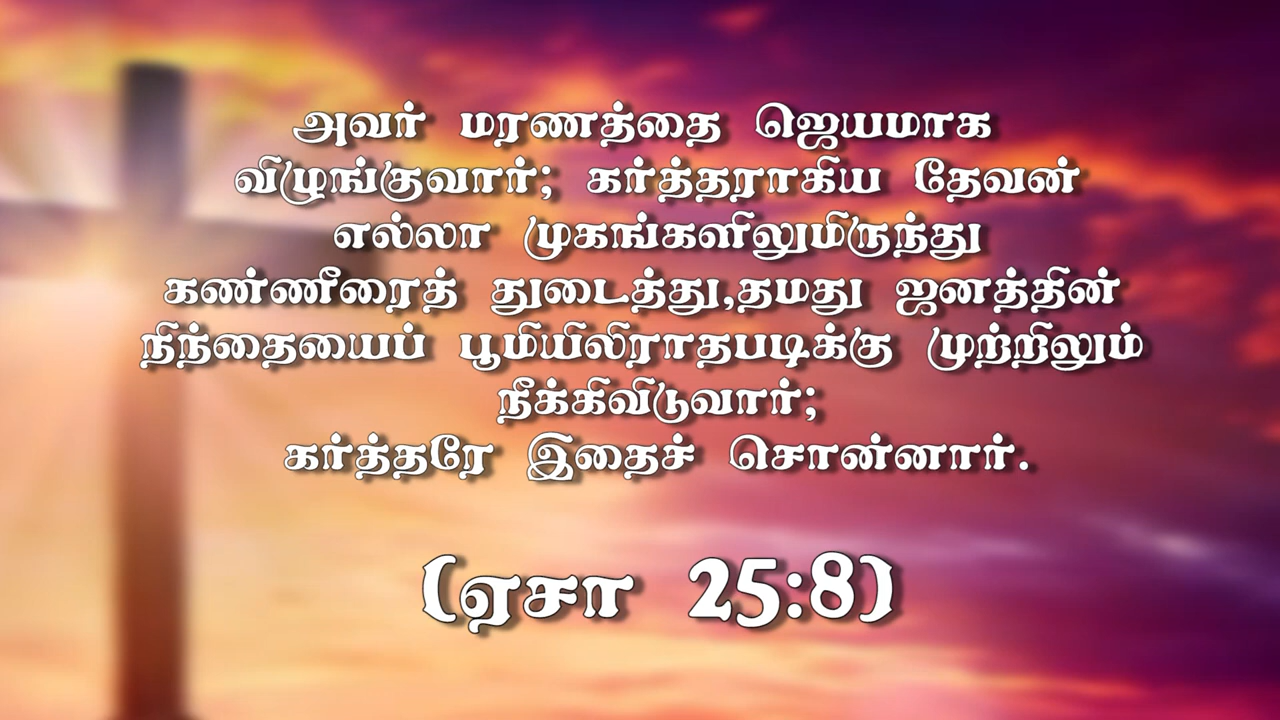 அவர் மரணத்தை ஜெயமாக
விழுங்குவார்; கர்த்தராகிய தேவன்
எல்லா முகங்களிலுமிருந்து
கண்ணீரைத் துடைத்து,தமது ஜனத்தின்
நிந்தையைப் பூமியிலிராதபடிக்கு முற்றிலும்
நீக்கிவிடுவார்;
கர்த்தரே இதைச் சொன்னார்.
(ஏசா 25:8)